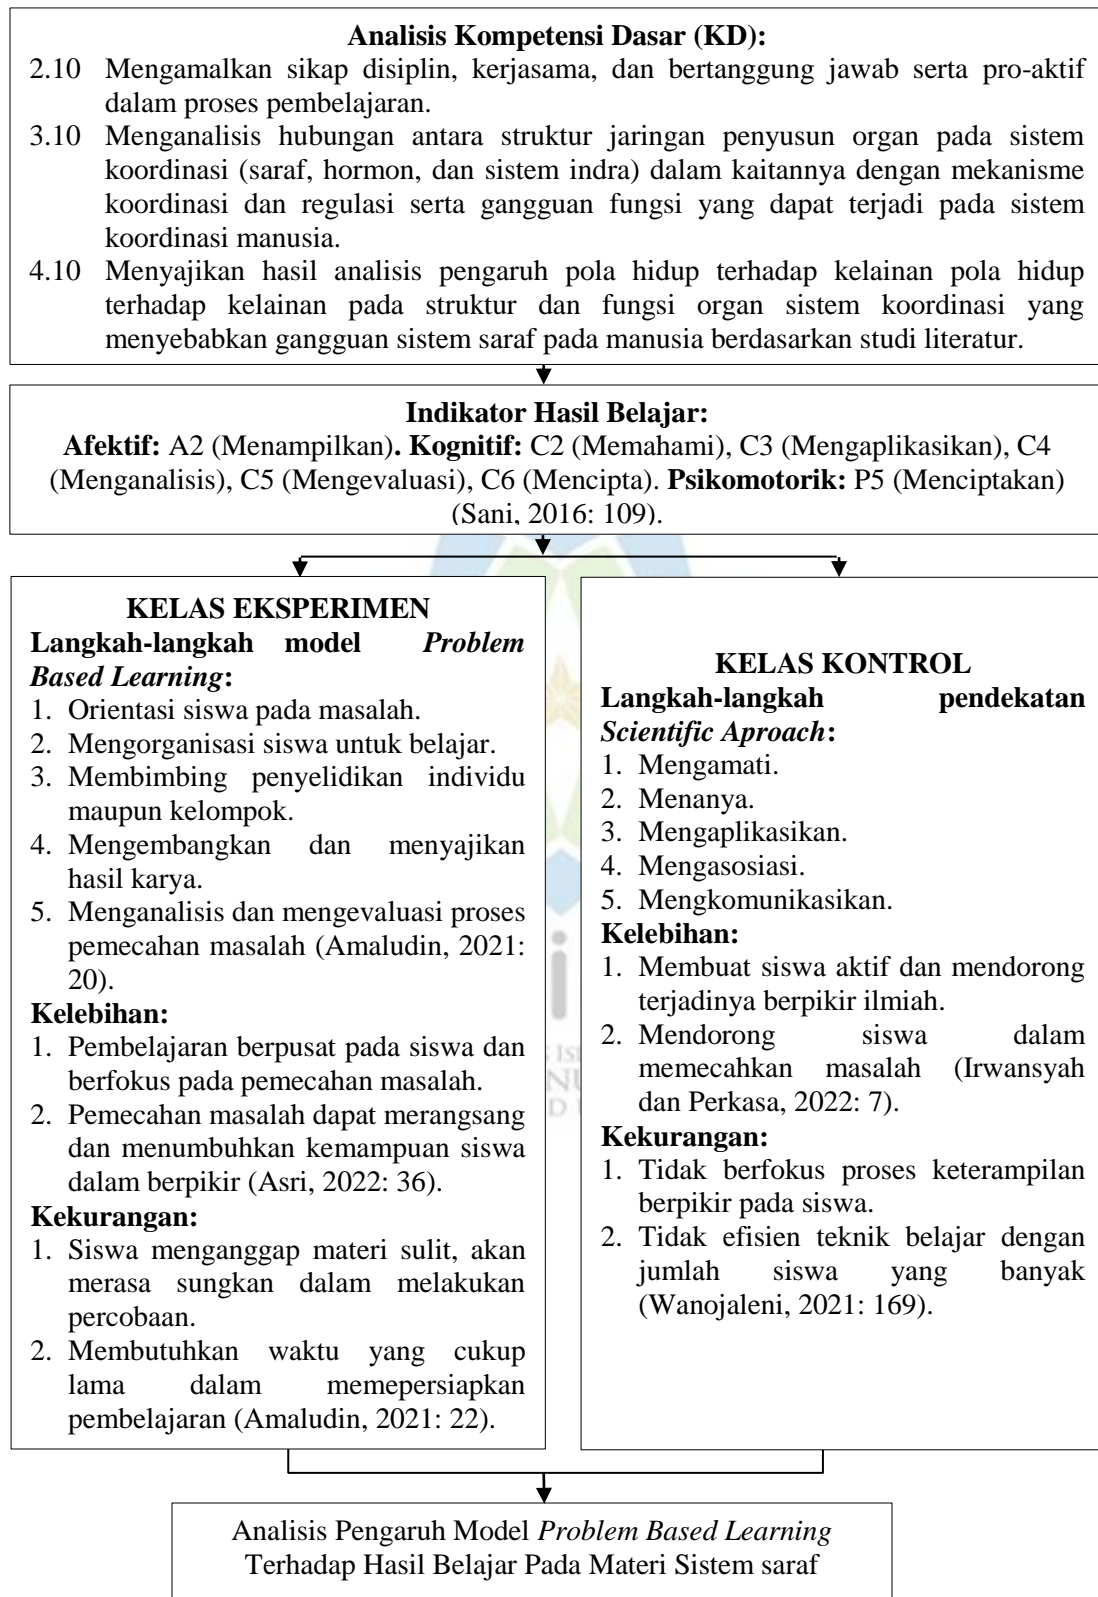 Analisis Kompetensi Dasar (KD):
2.10 Mengamalkan sikap disiplin, kerjasama, dan bertanggung jawab serta pro-aktif
dalam proses pembelajaran.
3.10 Menganalisis hubungan antara struktur jaringan penyusun organ pada sistem
koordinasi (saraf, hormon, dan sistem indra) dalam kaitannya dengan mekanisme
koordinasi dan regulasi serta gangguan fungsi yang dapat terjadi pada sistem
koordinasi manusia.
4.10 Menyajikan hasil analisis pengaruh pola hidup terhadap kelainan pola hidup
terhadap kelainan pada struktur dan fungsi organ sistem koordinasi yang
menyebabkan gangguan sistem saraf pada manusia berdasarkan studi literatur.
Indikator Hasil Belajar:
Afektif: A2 (Menampilkan). Kognitif: C2 (Memahami), C3 (Mengaplikasikan), C4
(Menganalisis), C5 (Mengevaluasi), C6 (Mencipta). Psikomotorik: P5 (Menciptakan)
(Sani, 2016: 109).
KELAS EKSPERIMEN
Langkah-langkah model Problem
Based Learning:
1. Orientasi siswa pada masalah.
2. Mengorganisasi siswa untuk belajar.
3. Membimbing penyelidikan individu
maupun kelompok.
4. Mengembangkan dan menyajikan
hasil karya.
5. Menganalisis dan mengevaluasi proses
pemecahan masalah (Amaludin, 2021:
20).
Kelebihan:
1. Pembelajaran berpusat pada siswa dan
berfokus pada pemecahan masalah.
2. Pemecahan masalah dapat merangsang
dan menumbuhkan kemampuan siswa
dalam berpikir (Asri, 2022: 36).
Kekurangan:
1. Siswa menganggap materi sulit, akan
merasa sungkan dalam melakukan
percobaan.
2. Membutuhkan waktu yang cukup
lama dalam memepersiapkan
pembelajaran (Amaludin, 2021: 22).
KELAS KONTROL
Langkah-langkah pendekatan
Scientific Aproach:
1. Mengamati.
2. Menanya.
3. Mengaplikasikan.
4. Mengasosiasi.
5. Mengkomunikasikan.
Kelebihan:
1. Membuat siswa aktif dan mendorong
terjadinya berpikir ilmiah.
2. Mendorong siswa dalam
memecahkan masalah (Irwansyah
dan Perkasa, 2022: 7).
Kekurangan:
1. Tidak berfokus proses keterampilan
berpikir pada siswa.
2. Tidak efisien teknik belajar dengan
jumlah siswa yang banyak
(Wanojaleni, 2021: 169).
Analisis Pengaruh Model Problem Based Learning
Terhadap Hasil Belajar Pada Materi Sistem saraf